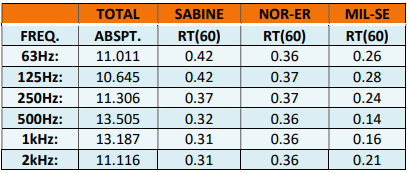 TOTAL SABINE NOR-ER MIL-SE
FREQ. ABSPT. RT(60) RT(60) RT(60)
63Hz: 11.011 0.42 0.36 0.26
125Hz: 10.645 0.42 0.37 0.28
250Hz: 11.306 0.37 0.37 0.24
500Hz: 13.505 0.32 0.36 0.14
1kHz: 13.187 0.31 0.36 0.16
2kHz: 11.116 0.31 0.36 0.21